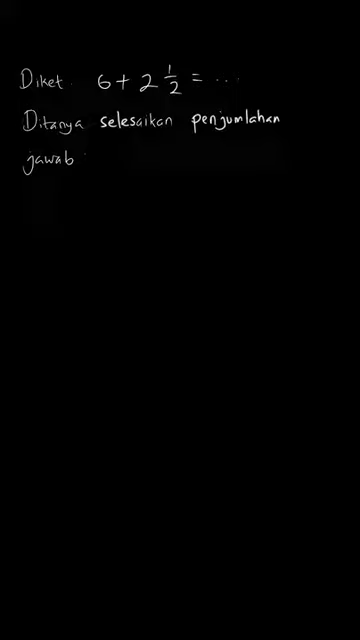 Diket. 6 + 2 1/2 = ...
Ditanya selesaikan penjumlahan
jawab